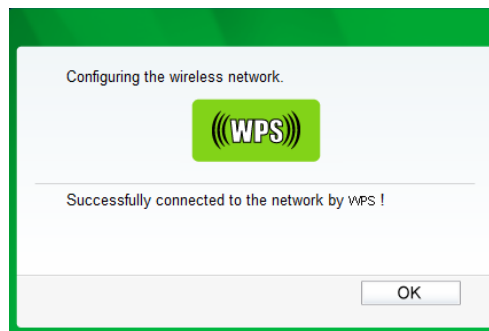 Configuring the wireless network.
(((WPS)))
Successfully connected to the network by WPS !
OK